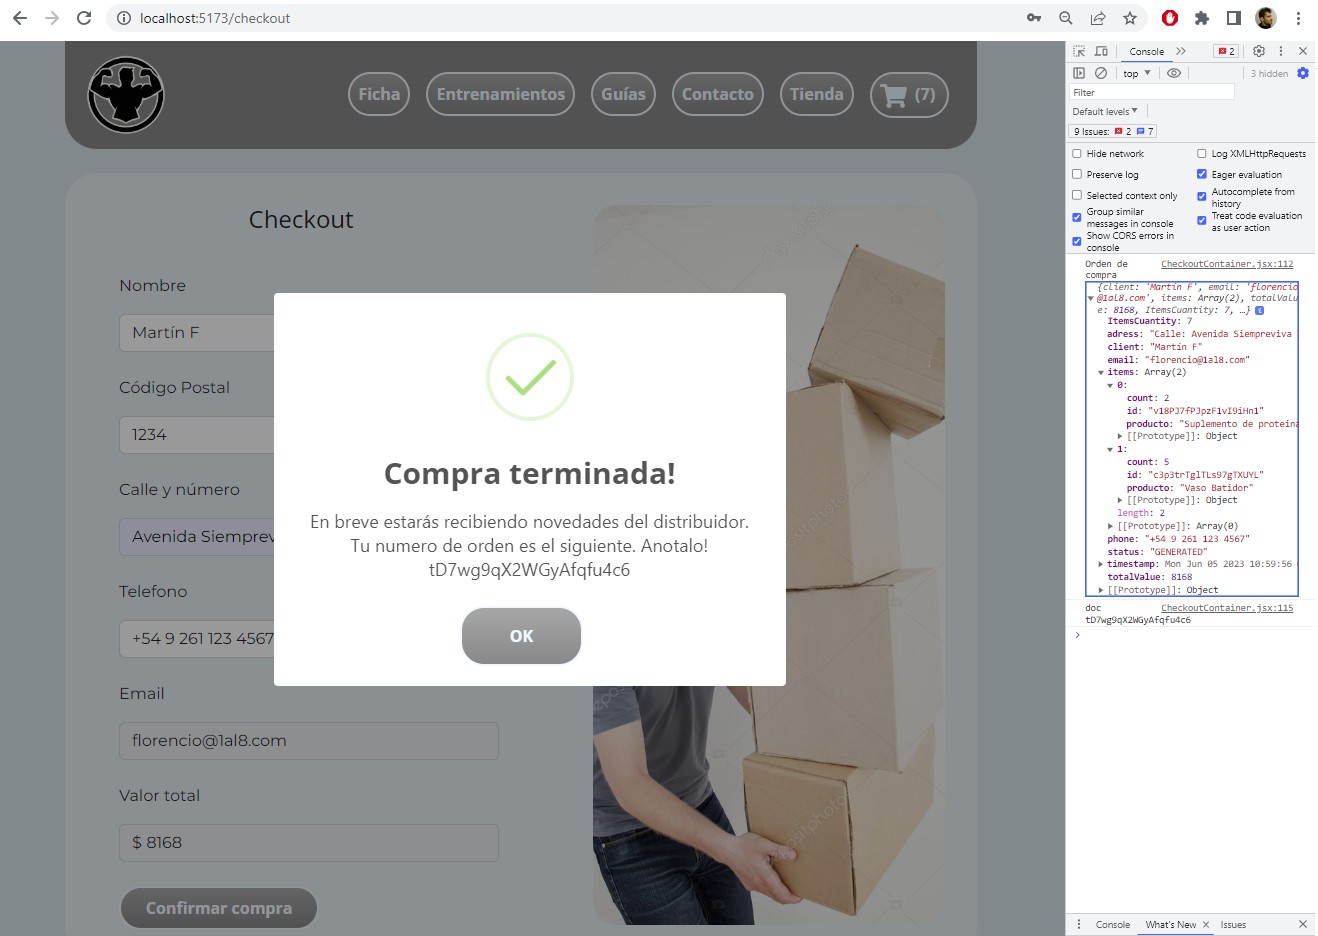 localhost:5173/checkout
Ficha
Entrenamientos
Guías
Contacto
Tienda
(7)
Checkout
Nombre
Martín F
Código Postal
1234
Calle y número
Avenida Siemprev
Telefono
+54 9 261 123 4567
Email
florencio@1al8.com
Valor total
$ 8168
Confirmar compra
Compra terminada!
En breve estarás recibiendo novedades del distribuidor.
Tu numero de orden es el siguiente. Anotalo!
tD7wg9qX2WGyAfqfu4c6
OK
depositphotos
Console
2
top
3 hidden
Filter
Default levels
9 Issues: 2 7
Hide network
Log XMLHttpRequests
Preserve log
Eager evaluation
Selected context only
Autocomplete from
history
Group similar
messages in console
Treat code evaluation
as user action
Show CORS errors in
console
Orden de
compra
CheckoutContainer.jsx:112
{client: 'Martín F', email: 'florencio
@1al8.com', items: Array(2), totalValu
e: 8168, ItemsCuantity: 7, …}
ItemsCuantity: 7
adress: "Calle: Avenida Siempreviva
client: "Martín F"
email: "florencio@1al8.com"
items: Array(2)
0:
count: 2
id: "v18PJ7fPJpzF1vI9iHn1"
producto: "Suplemento de proteina
[[Prototype]]: Object
1:
count: 5
id: "c3p3trTglTLs97gTXUYL"
producto: "Vaso Batidor"
[[Prototype]]: Object
length: 2
[[Prototype]]: Array(0)
phone: "+54 9 261 123 4567"
status: "GENERATED"
timestamp: Mon Jun 05 2023 10:59:56
totalValue: 8168
[[Prototype]]: Object
doc
CheckoutContainer.jsx:115
tD7wg9qX2WGyAfqfu4c6
Console
What's New
Issues